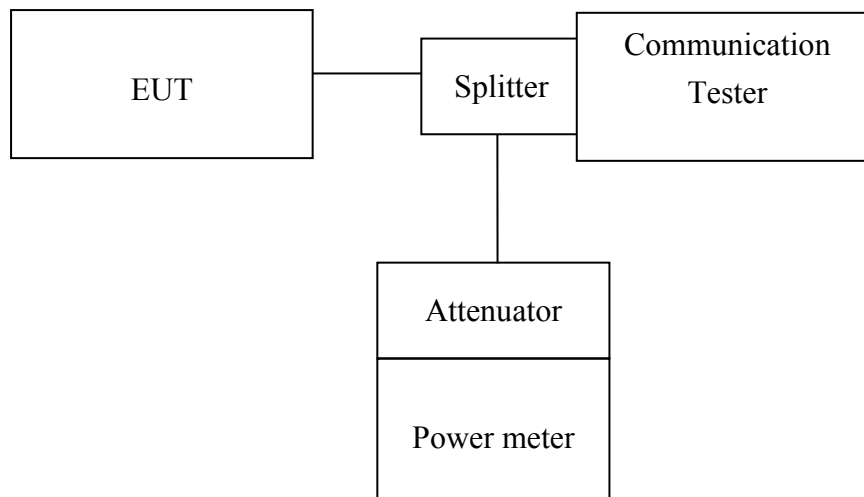 EUT
Splitter
Communication
Tester
Attenuator
Power meter